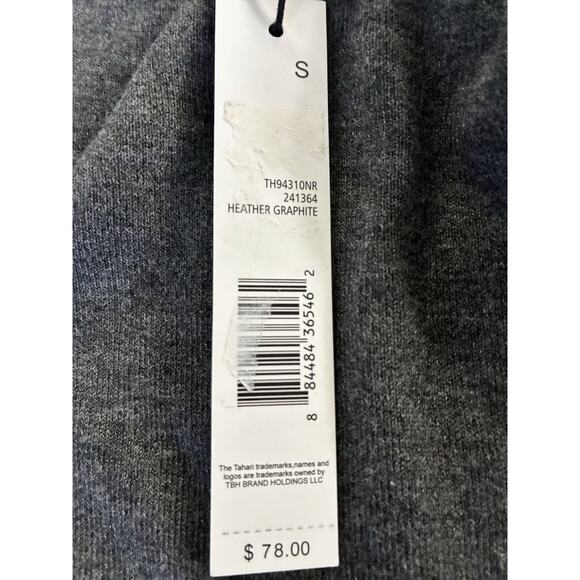 S
TH94310NR
241364
HEATHER GRAPHITE
8 84484 36546 2
The Tahari trademarks,names and
logos are trademarks owned by
TBH BRAND HOLDINGS LLC
$ 78.00